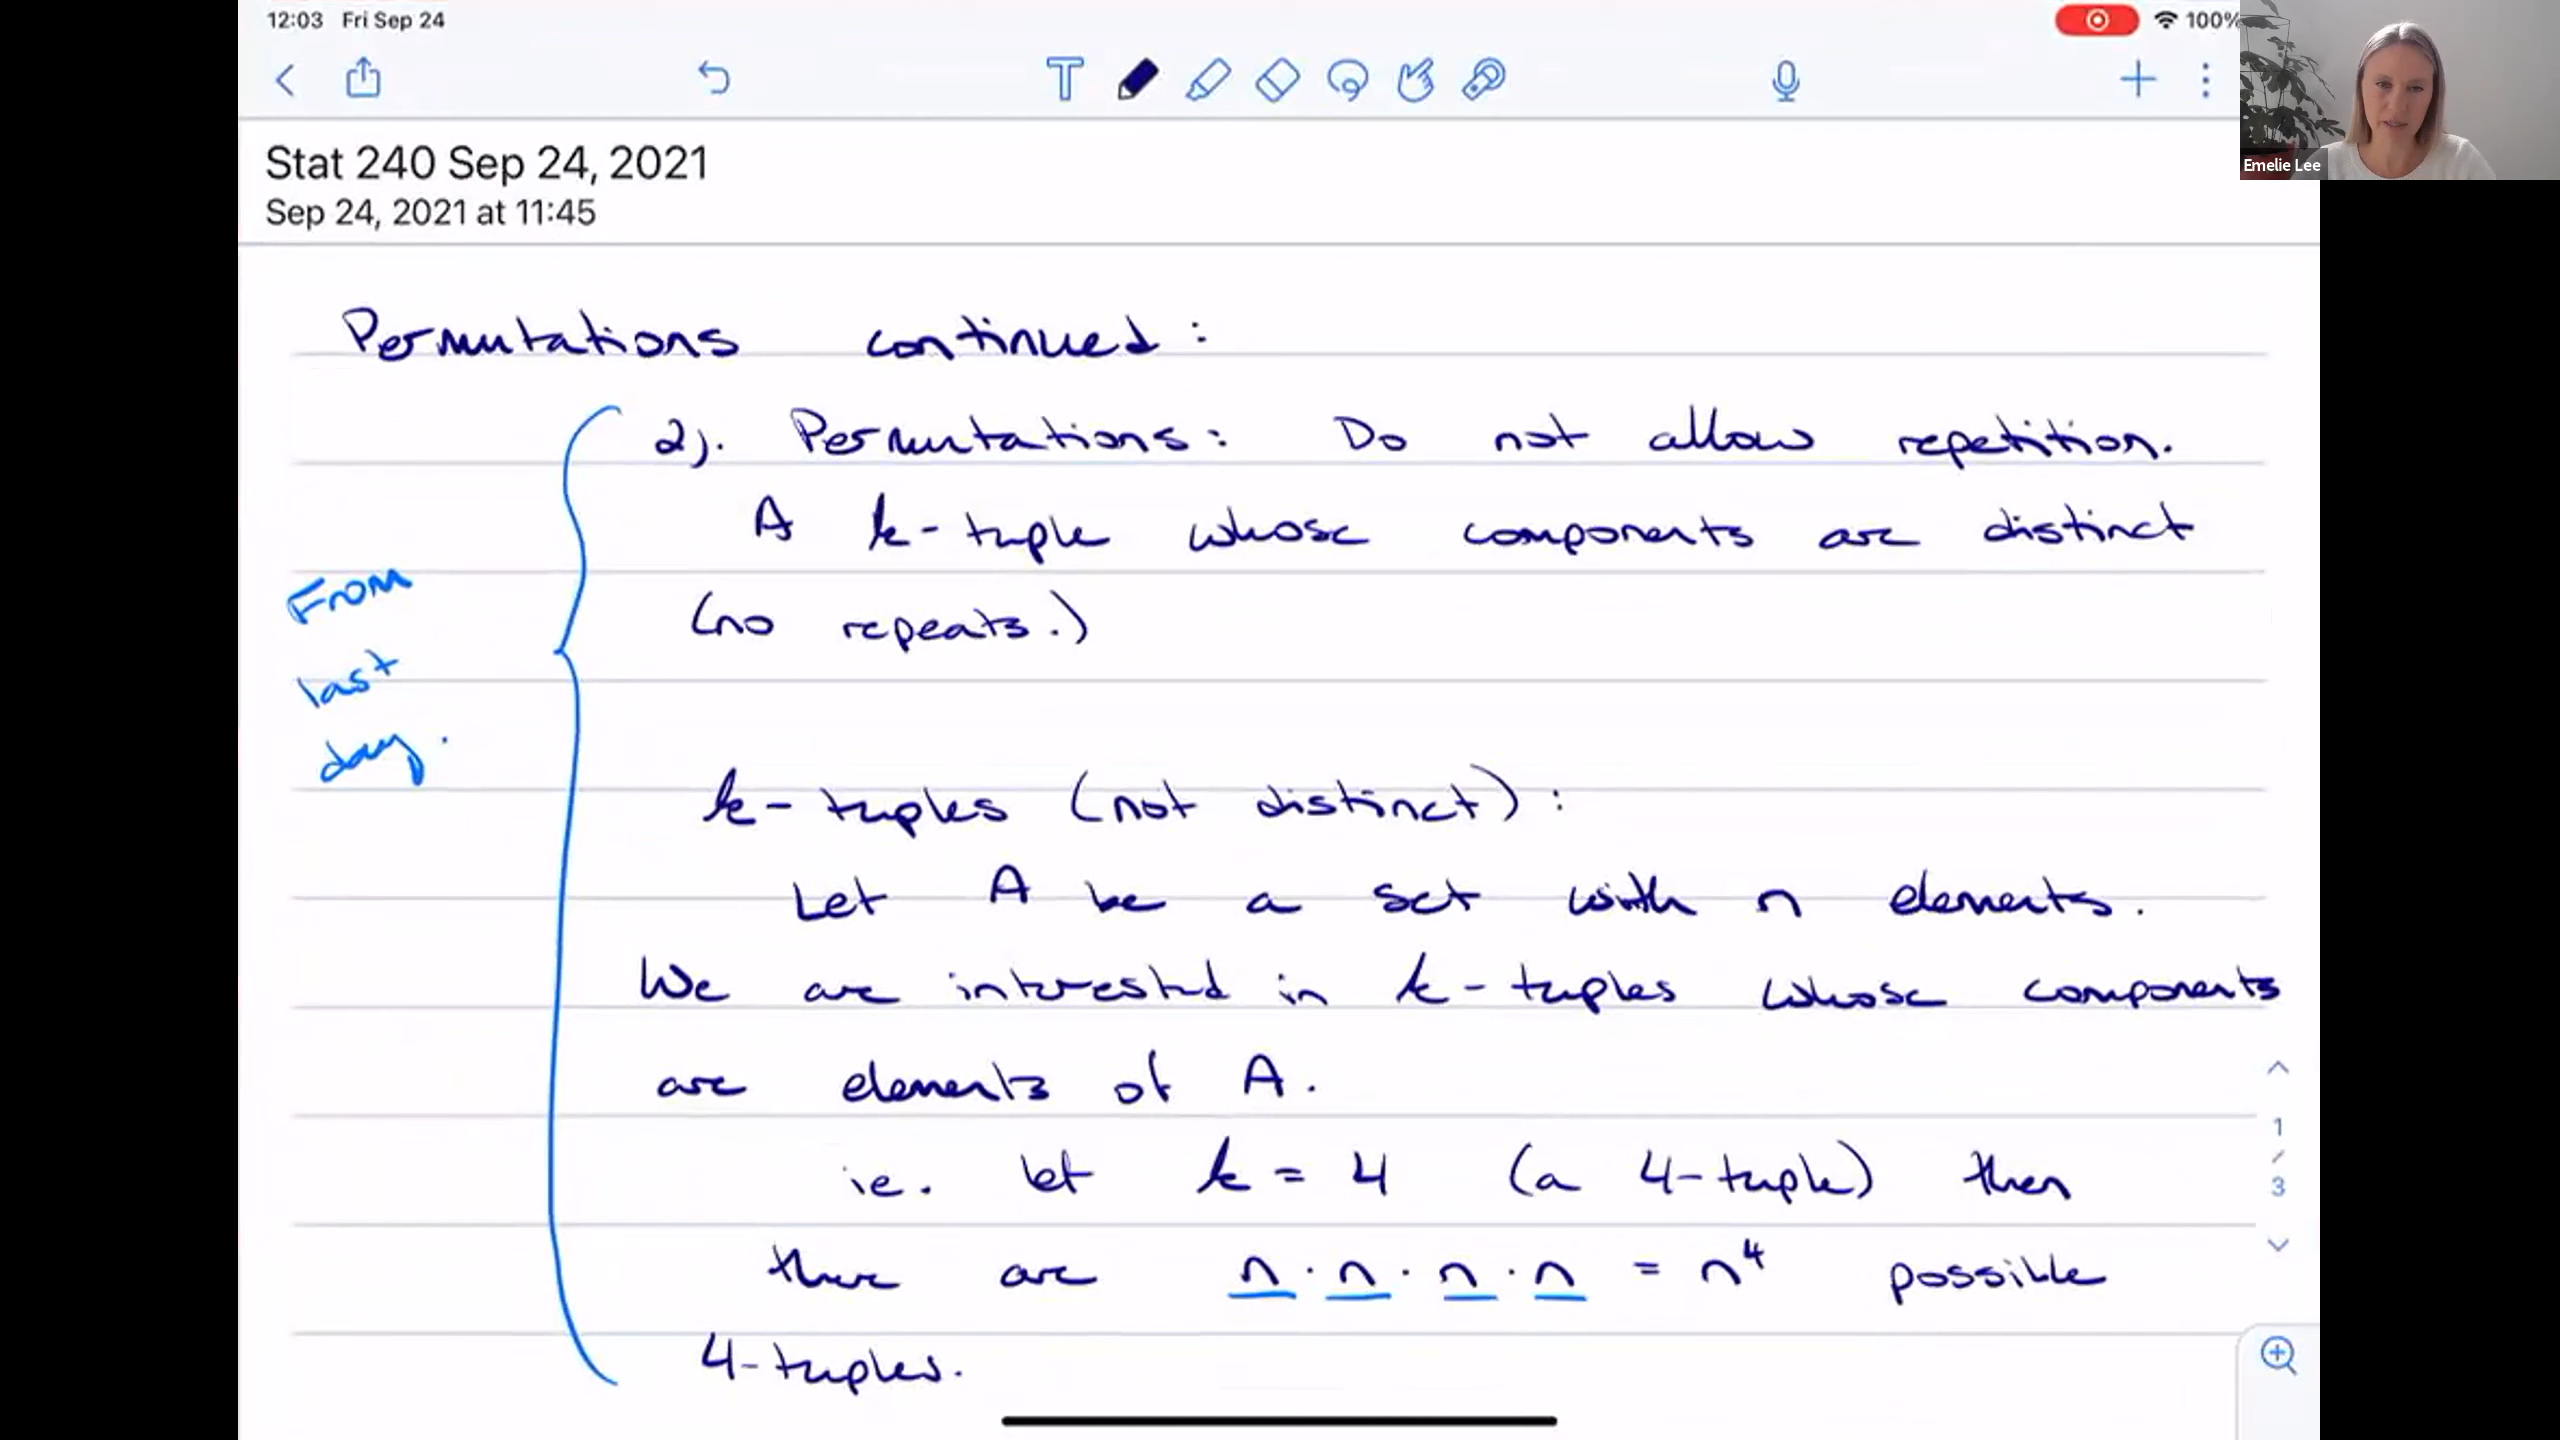 12:03 Fri Sep 24
100%
Emelie Lee
Stat 240 Sep 24, 2021
Sep 24, 2021 at 11:45
Permutations continued:
2). Permutations: Do not allow repetition.
A k-tuple whose components are distinct
(no repeats.)
From
last
day.
k-tuples (not distinct):
Let A be a set with n elements.
We are interested in k-tuples whose components
are elements of A.
ie. let k = 4 (a 4-tuple) then
there are n · n · n · n = n⁴ possible
4-tuples.
1
/
3